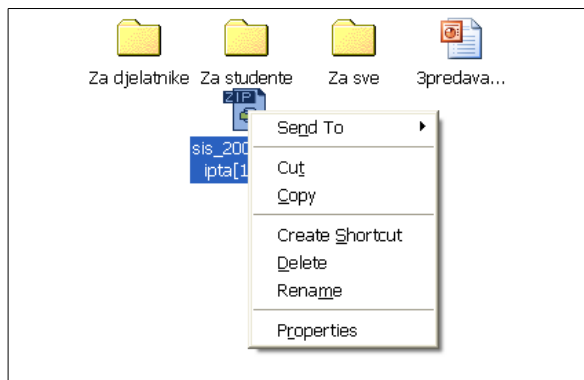 Za djelatnike Za studente Za sve 3predava...
ZIP
sis_200
ipta[1
Send To
Cut
Copy
Create Shortcut
Delete
Rename
Properties